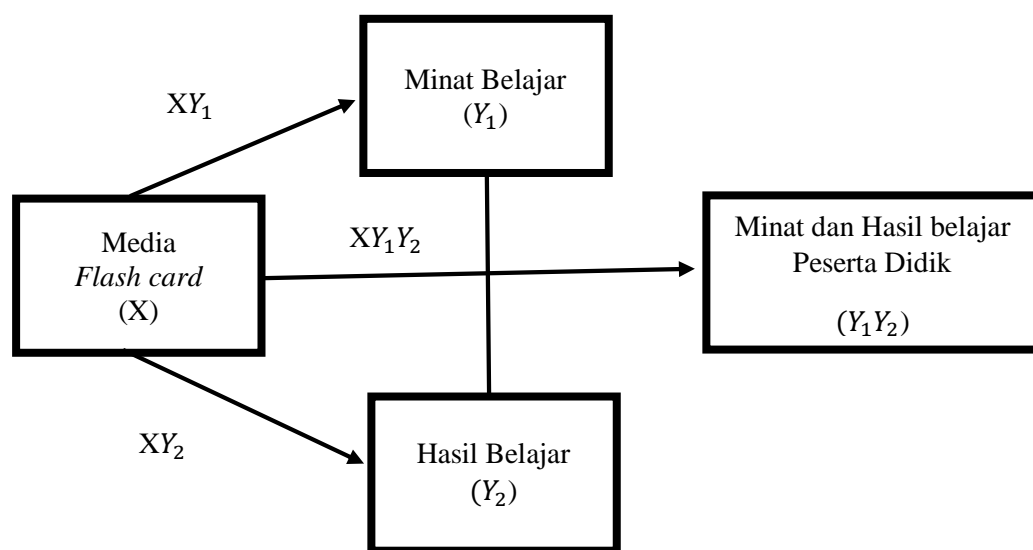 Minat Belajar
(𝑌₁)
X𝑌₁
Media
Flash card
(X)
X𝑌₁𝑌₂
Minat dan Hasil belajar
Peserta Didik
(𝑌₁𝑌₂)
X𝑌₂
Hasil Belajar
(𝑌₂)